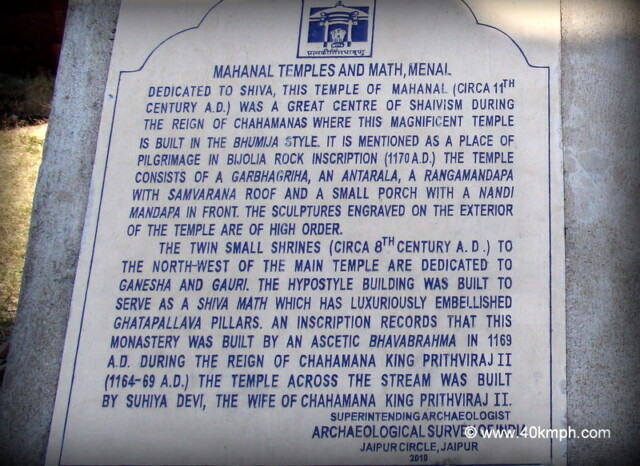 प्रत्नकीर्तिमपावृणु
MAHANAL TEMPLES AND MATH, MENAL
DEDICATED TO SHIVA, THIS TEMPLE OF MAHANAL (CIRCA 11TH
CENTURY A.D.) WAS A GREAT CENTRE OF SHAIVISM DURING
THE REIGN OF CHAHAMANAS WHERE THIS MAGNIFICENT TEMPLE
IS BUILT IN THE BHUMIJA STYLE. IT IS MENTIONED AS A PLACE OF
PILGRIMAGE IN BIJOLIA ROCK INSCRIPTION (1170 A.D.) THE TEMPLE
CONSISTS OF A GARBHAGRIHA, AN ANTARALA, A RANGAMANDAPA
WITH SAMVARANA ROOF AND A SMALL PORCH WITH A NANDI
MANDAPA IN FRONT. THE SCULPTURES ENGRAVED ON THE EXTERIOR
OF THE TEMPLE ARE OF HIGH ORDER.
THE TWIN SMALL SHRINES (CIRCA 8TH CENTURY A. D.) TO
THE NORTH-WEST OF THE MAIN TEMPLE ARE DEDICATED TO
GANESHA AND GAURI. THE HYPOSTYLE BUILDING WAS BUILT TO
SERVE AS A SHIVA MATH WHICH HAS LUXURIOUSLY EMBELLISHED
GHATAPALLAVA PILLARS. AN INSCRIPTION RECORDS THAT THIS
MONASTERY WAS BUILT BY AN ASCETIC BHAVABRAHMA IN 1169
A.D. DURING THE REIGN OF CHAHAMANA KING PRITHVIRAJ II
(1164-69 A.D.) THE TEMPLE ACROSS THE STREAM WAS BUILT
BY SUHIYA DEVI, THE WIFE OF CHAHAMANA KING PRITHVIRAJ II.
SUPERINTENDING ARCHAEOLOGIST
ARCHAEOLOGICAL SURVEY OF INDIA
JAIPUR CIRCLE, JAIPUR
2010
© www.40kmph.com